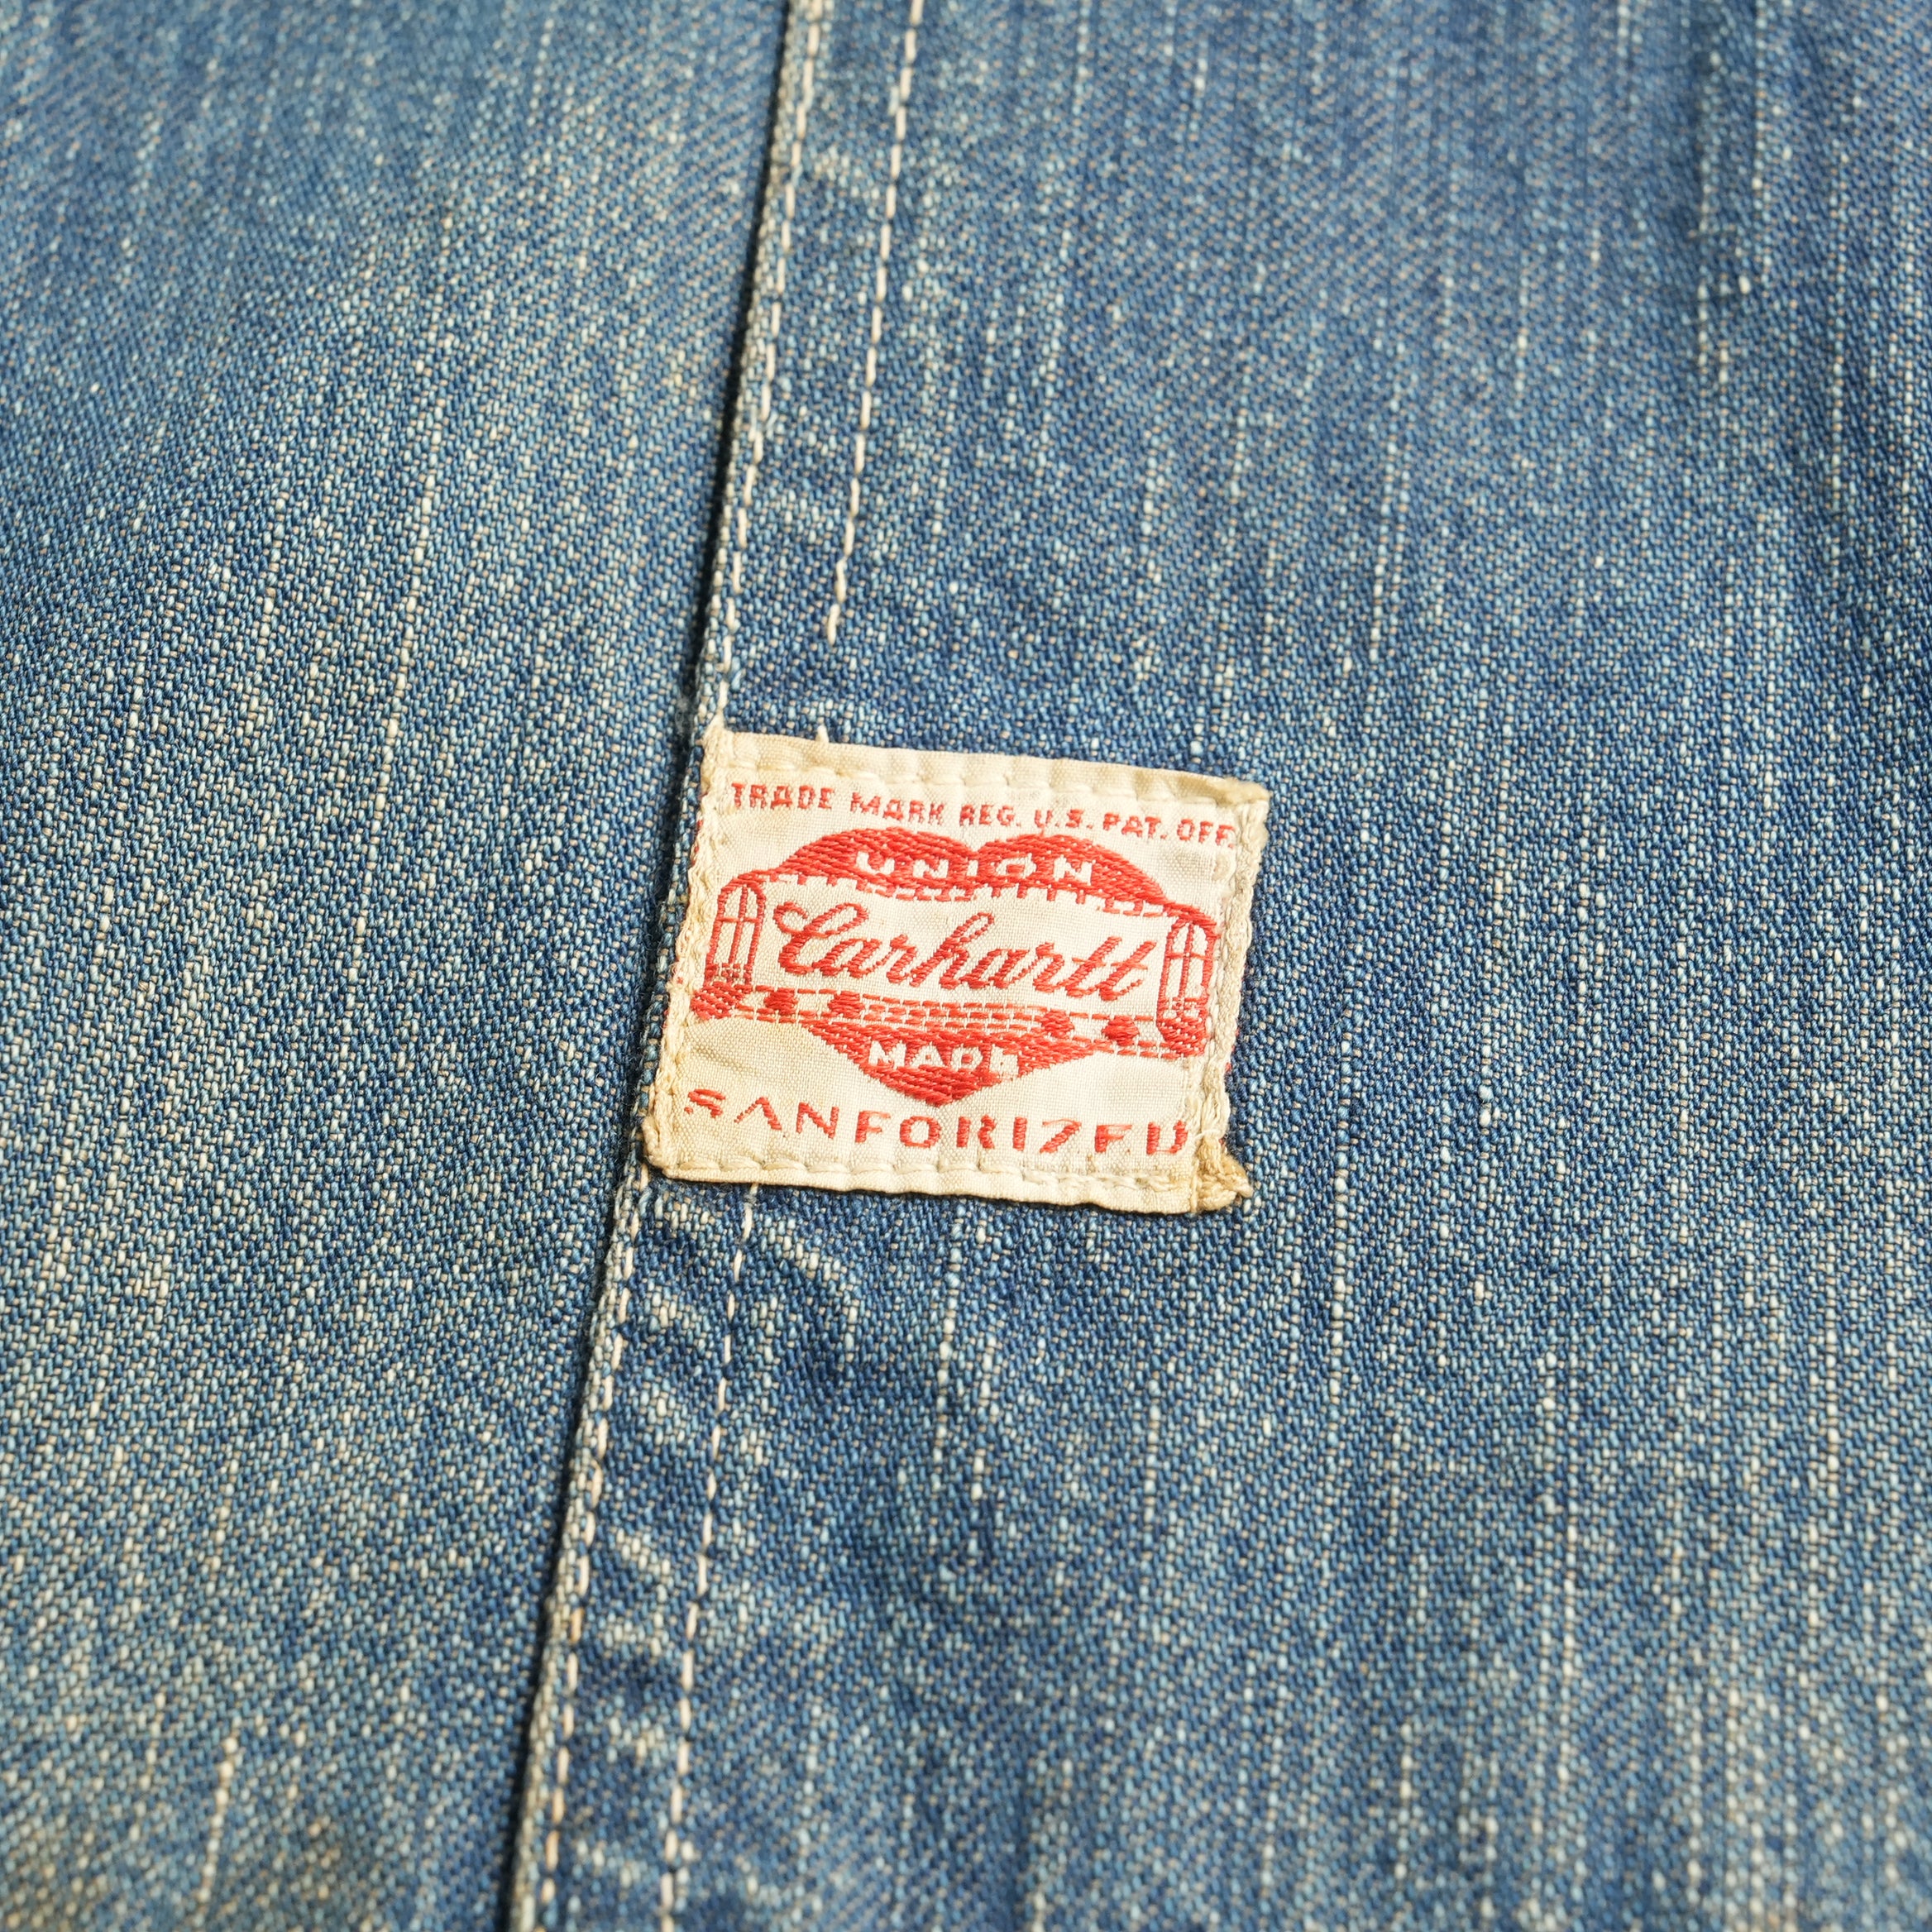 TRADE MARK REG. U.S. PAT. OFF.
UNION
Carhartt
MADE
SANFORIZED